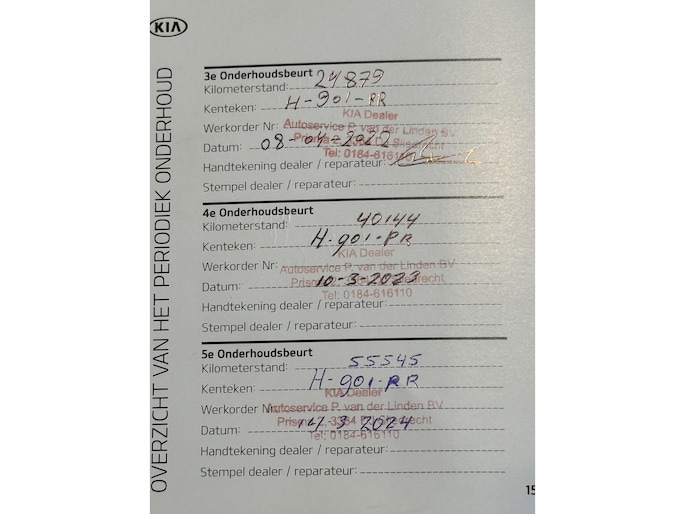 KIA
OVERZICHT VAN HET PERIODIEK ONDERHOUD
3e Onderhoudsbeurt
Kilometerstand: 24879
Kenteken: H-901-RR
KIA Dealer
Werkorder Nr: Autoservice P. van der Linden BV
Datum: 08-04-2022
Tel: 0184-616110
Handtekening dealer / reparateur:
Stempel dealer / reparateur:
4e Onderhoudsbeurt
Kilometerstand: 40144
Kenteken: H-901-RR
KIA Dealer
Werkorder Nr: Autoservice P. van der Linden BV
Datum: 10-3-2023
Tel: 0184-616110
Handtekening dealer / reparateur:
Stempel dealer / reparateur:
5e Onderhoudsbeurt
Kilometerstand: 55545
Kenteken: H-901-RR
KIA Dealer
Werkorder Nr: Autoservice P. van der Linden BV
Datum: 14 3 2024
Tel: 0184-616110
Handtekening dealer / reparateur:
Stempel dealer / reparateur:
15